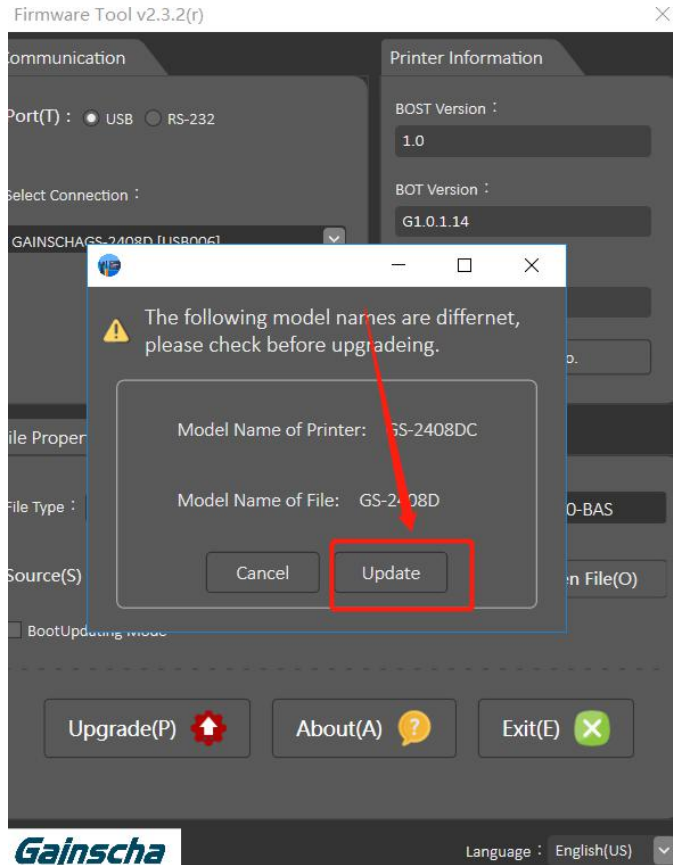 Firmware Tool v2.3.2(r)
Communication
Printer Information
Port(T) : USB RS-232
BOST Version :
1.0
Select Connection :
BOT Version :
G1.0.1.14
GAINSCHAGS-2408D [USB006]
The following model names are differnet,
please check before upgradeing.
o.
Model Name of Printer: GS-2408DC
ile Proper
Model Name of File: GS-2408D
File Type :
0-BAS
Cancel
Update
Source(S)
n File(O)
BootUpdating Mode
Upgrade(P)
About(A)
Exit(E)
Gainscha
Language : English(US)